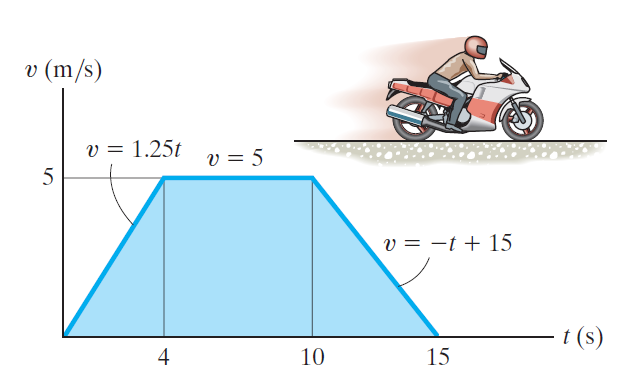 v (m/s)
v = 1.25t
v = 5
5
v = −t + 15
t (s)
4
10
15